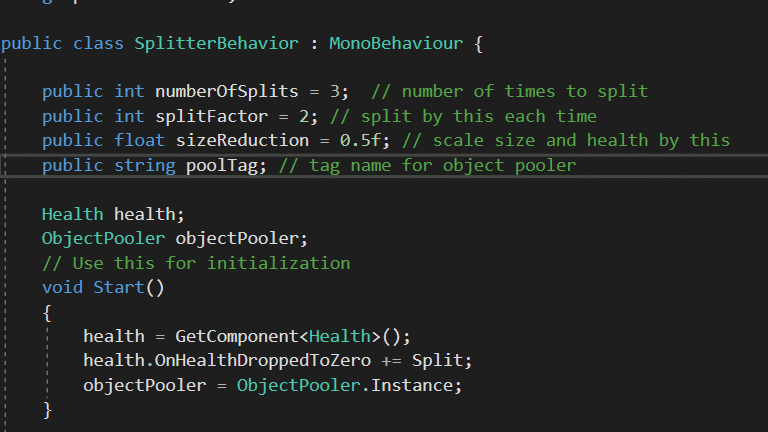 public class SplitterBehavior : MonoBehaviour {
public int numberOfSplits = 3;  // number of times to split
public int splitFactor = 2; // split by this each time
public float sizeReduction = 0.5f; // scale size and health by this
public string poolTag; // tag name for object pooler
Health health;
ObjectPooler objectPooler;
// Use this for initialization
void Start()
{
health = GetComponent<Health>();
health.OnHealthDroppedToZero += Split;
objectPooler = ObjectPooler.Instance;
}